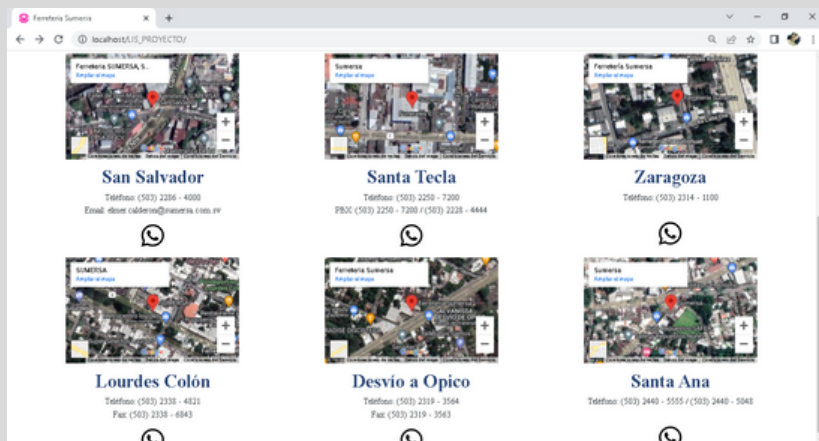 Ferretería Sumersa
localhost/LIS_PROYECTO/
Ferretería SUMERSA, S...
Ampliar el mapa
Sumersa
Ampliar el mapa
Ferretería Sumersa
Ampliar el mapa
San Salvador
Teléfono: (503) 2286 - 4000
Email: elmer.calderon@sumersa.com.sv
Santa Tecla
Teléfono: (503) 2250 - 7200
PBX: (503) 2250 - 7200 / (503) 2228 - 4444
Zaragoza
Teléfono: (503) 2314 - 1100
SUMERSA
Ampliar el mapa
Ferretería Sumersa
Ampliar el mapa
Sumersa
Ampliar el mapa
Lourdes Colón
Teléfono: (503) 2338 - 4821
Fax: (503) 2338 - 6843
Desvío a Opico
Teléfono: (503) 2319 - 3564
Fax: (503) 2319 - 3563
Santa Ana
Teléfono: (503) 2440 - 5555 / (503) 2440 - 5048